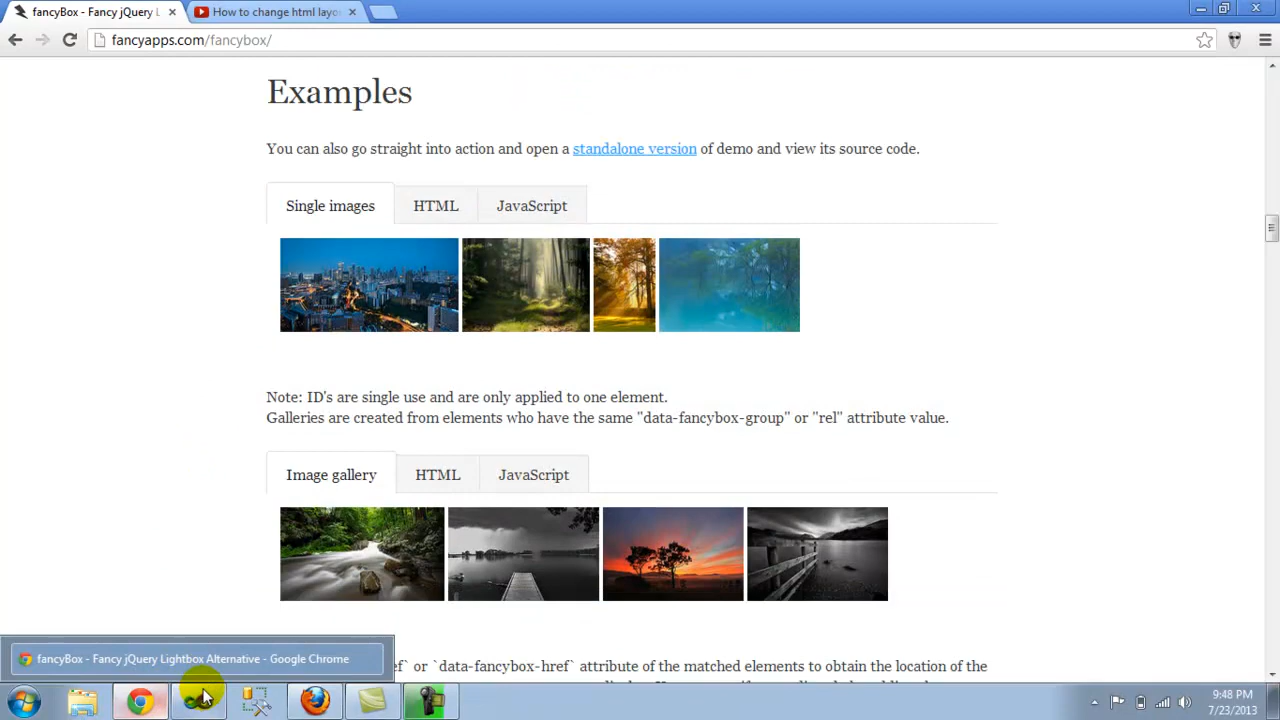 fancyBox - Fancy jQuery L
How to change html layo
fancyapps.com/fancybox/
Examples
You can also go straight into action and open a standalone version of demo and view its source code.
Single images
HTML
JavaScript
Note: ID's are single use and are only applied to one element.
Galleries are created from elements who have the same "data-fancybox-group" or "rel" attribute value.
Image gallery
HTML
JavaScript
fancyBox - Fancy jQuery Lightbox Alternative - Google Chrome
ef` or `data-fancybox-href` attribute of the matched elements to obtain the location of the
9:48 PM
7/23/2013